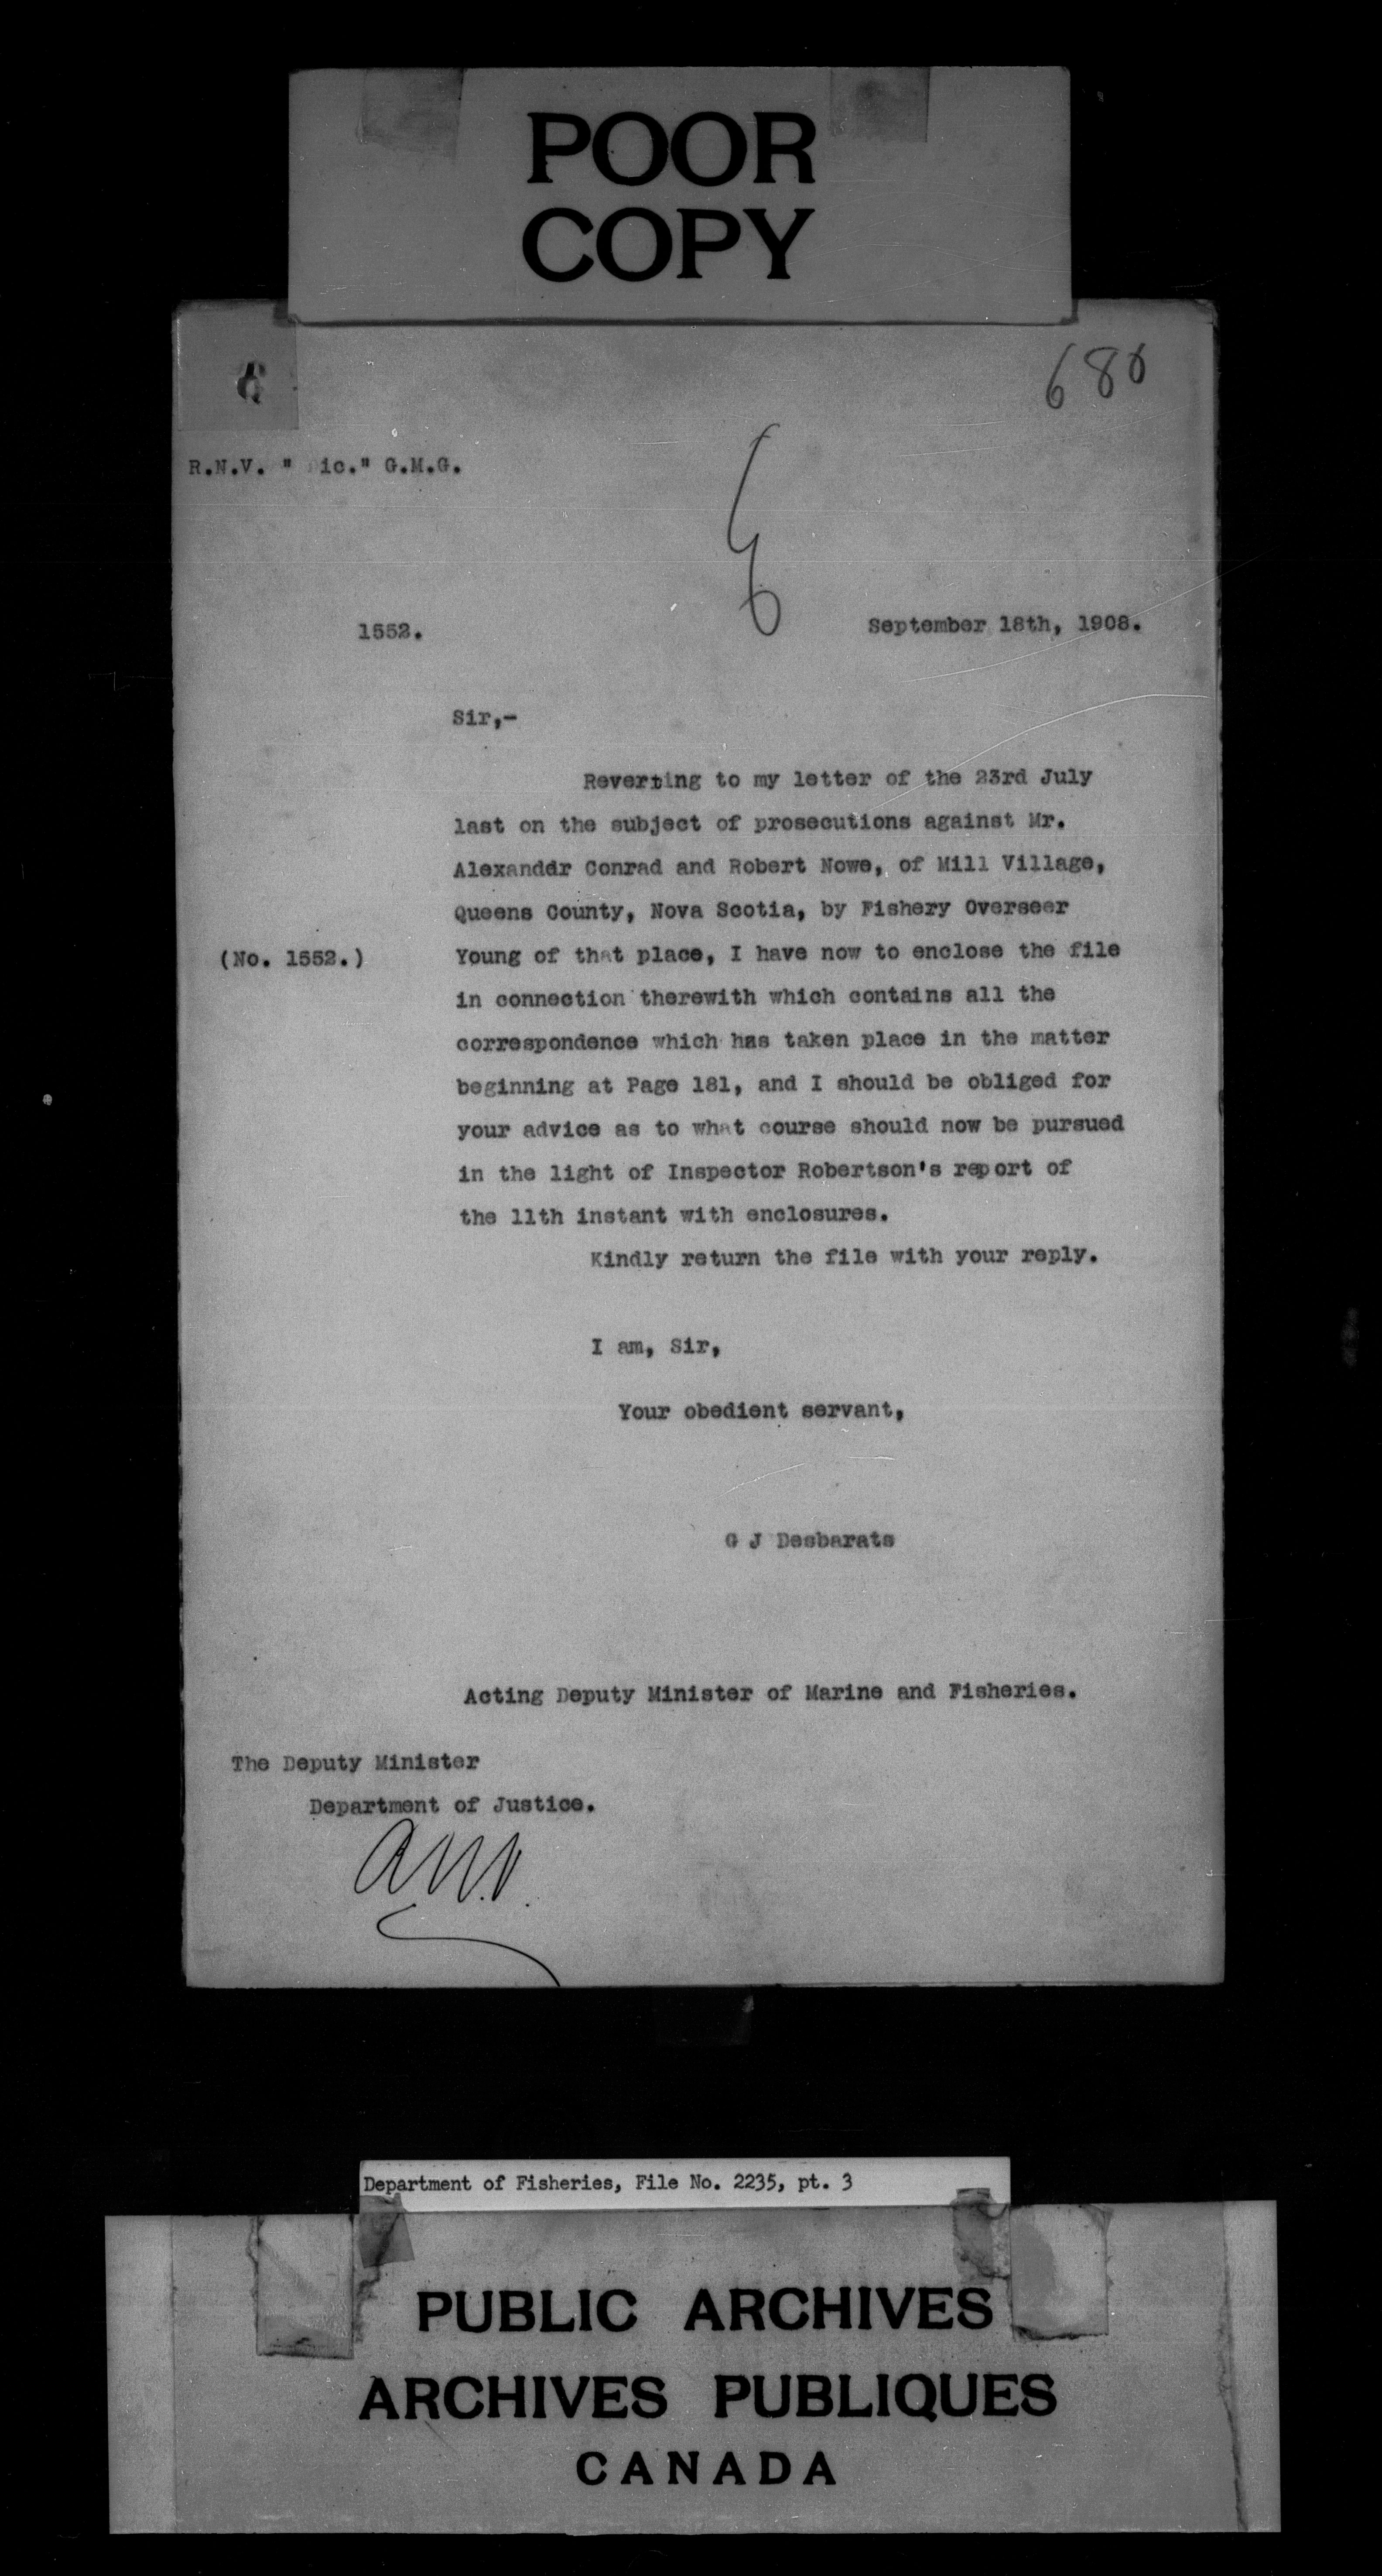 POOR
COPY
6
686
R.N.V. " ic." G.M.G.
1552.
September 18th, 1908.
Sir,-
Reverting to my letter of the 23rd July
last on the subject of prosecutions against Mr.
Alexanddr Conrad and Robert Nowe, of Mill Village,
Queens County, Nova Scotia, by Fishery Overseer
(No. 1552.) Young of that place, I have now to enclose the file
in connection therewith which contains all the
correspondence which has taken place in the matter
beginning at Page 181, and I should be obliged for
your advice as to what course should now be pursued
in the light of Inspector Robertson's report of
the 11th instant with enclosures.
Kindly return the file with your reply.
I am, Sir,
Your obedient servant,
G J Desbarats
Acting Deputy Minister of Marine and Fisheries.
The Deputy Minister
Department of Justice.
Department of Fisheries, File No. 2235, pt. 3
PUBLIC ARCHIVES
ARCHIVES PUBLIQUES
CANADA